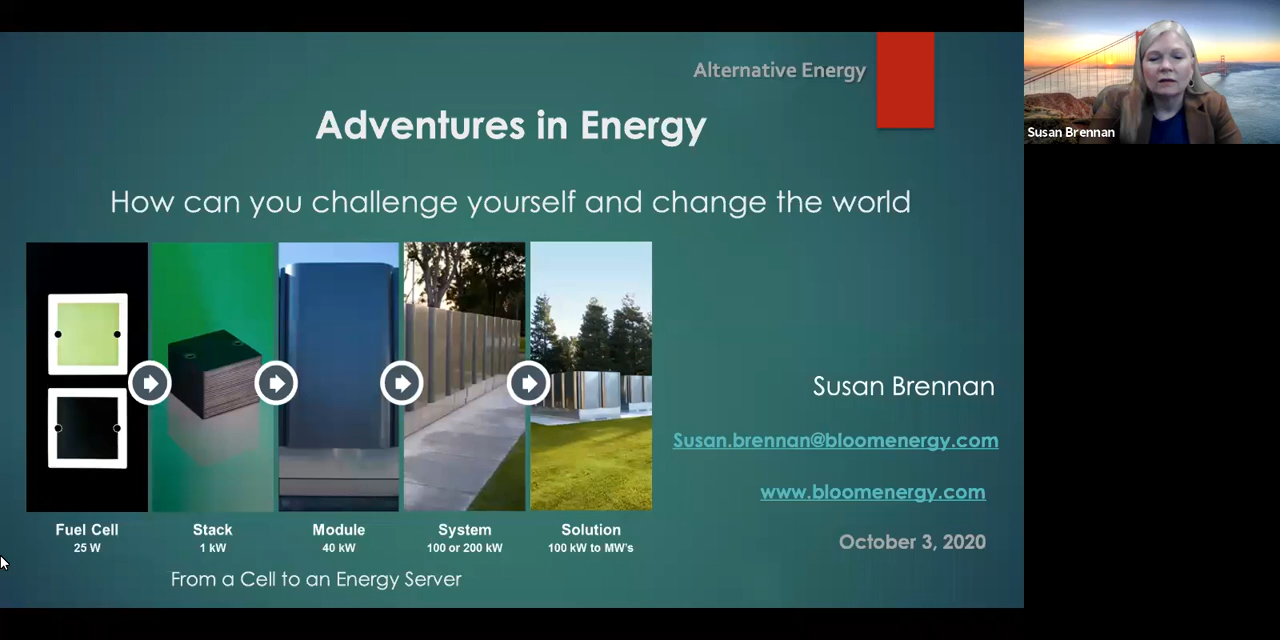 Alternative Energy
Adventures in Energy
How can you challenge yourself and change the world
Susan Brennan
Susan Brennan
Susan.brennan@bloomenergy.com
www.bloomenergy.com
October 3, 2020
Fuel Cell
25 W
Stack
1 kW
Module
40 kW
System
100 or 200 kW
Solution
100 kW to MW's
From a Cell to an Energy Server